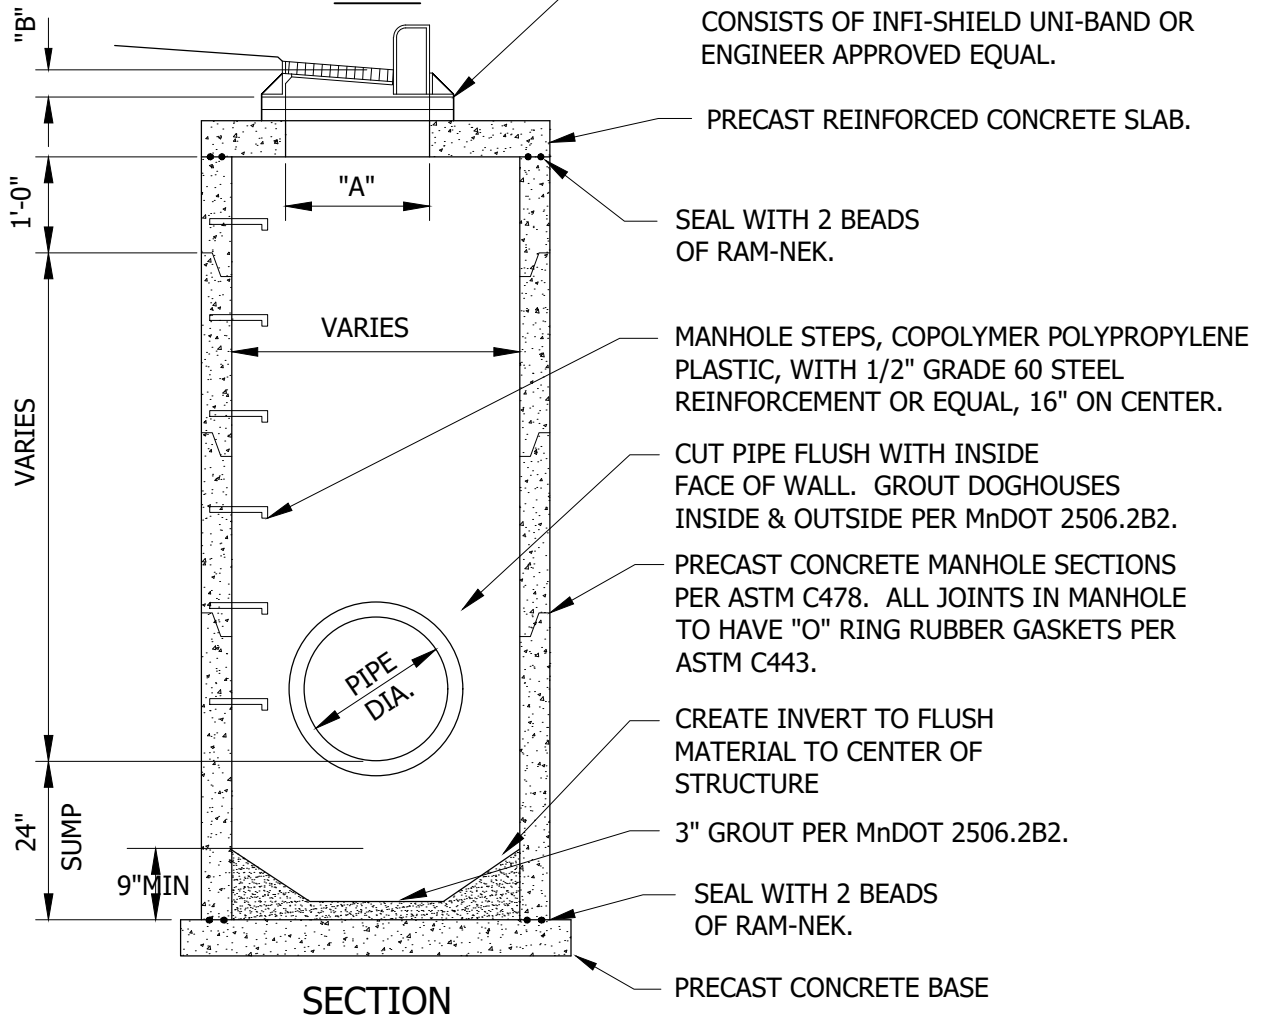 "B"
CONSISTS OF INFI-SHIELD UNI-BAND OR
ENGINEER APPROVED EQUAL.
PRECAST REINFORCED CONCRETE SLAB.
1'-0"
"A"
SEAL WITH 2 BEADS
OF RAM-NEK.
VARIES
VARIES
MANHOLE STEPS, COPOLYMER POLYPROPYLENE
PLASTIC, WITH 1/2" GRADE 60 STEEL
REINFORCEMENT OR EQUAL, 16" ON CENTER.
CUT PIPE FLUSH WITH INSIDE
FACE OF WALL. GROUT DOGHOUSES
INSIDE & OUTSIDE PER MnDOT 2506.2B2.
PRECAST CONCRETE MANHOLE SECTIONS
PER ASTM C478. ALL JOINTS IN MANHOLE
TO HAVE "O" RING RUBBER GASKETS PER
ASTM C443.
PIPE
DIA.
CREATE INVERT TO FLUSH
MATERIAL TO CENTER OF
STRUCTURE
24"
SUMP
9"MIN
3" GROUT PER MnDOT 2506.2B2.
SEAL WITH 2 BEADS
OF RAM-NEK.
PRECAST CONCRETE BASE
SECTION